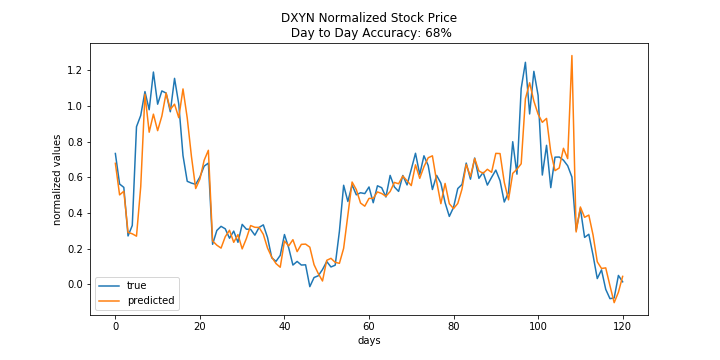 DXYN Normalized Stock Price
Day to Day Accuracy: 68%
normalized values
1.2
1.0
0.8
0.6
0.4
0.2
0.0
true
predicted
0
20
40
60
80
100
120
days